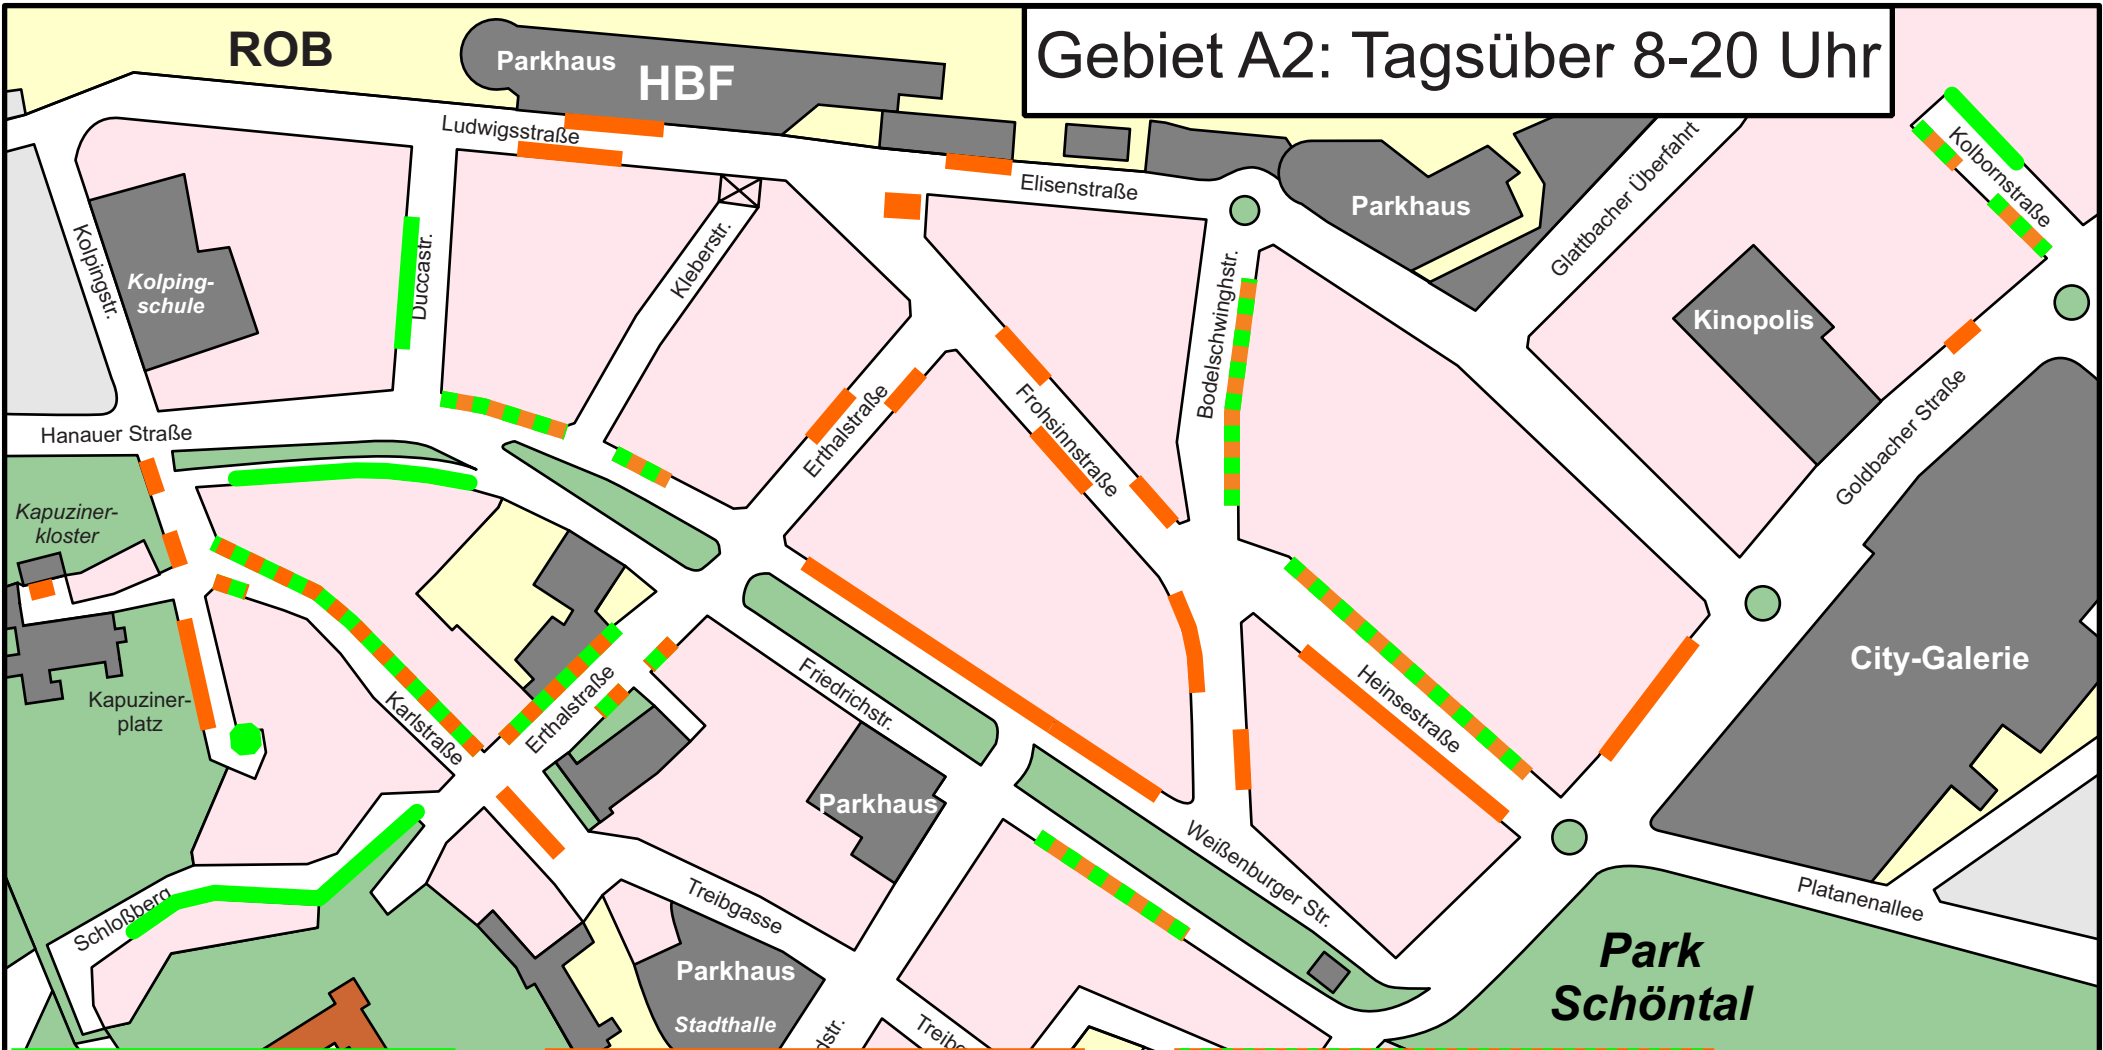 ROB
Parkhaus
HBF
Gebiet A2: Tagsüber 8-20 Uhr
Ludwigsstraße
Elisenstraße
Parkhaus
Glattbacher Überfahrt
Kolbornstraße
Kolpingstr.
Kolping-
schule
Duccastr.
Kleberstr.
Bodelschwinghstr.
Kinopolis
Hanauer Straße
Erthalstraße
Frohsinnstraße
Goldbacher Straße
Kapuziner-
kloster
Kapuziner-
platz
Karlstraße
Erthalstraße
Friedrichstr.
Heinsestraße
City-Galerie
Parkhaus
Weißenburger Str.
Platanenallee
Schloßberg
Treibgasse
Park
Schöntal
Parkhaus
Stadthalle
dstr.